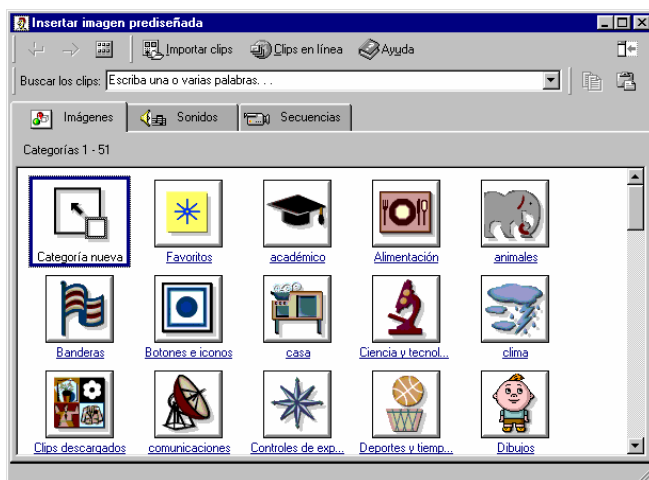 Insertar imagen prediseñada
Importar clips Clips en línea Ayuda
Buscar los clips: Escriba una o varias palabras. . .
Imágenes Sonidos Secuencias
Categorías 1 - 51
Categoría nueva Favoritos académico Alimentación animales
Banderas Botones e iconos casa Ciencia y tecnol... clima
Clips descargados comunicaciones Controles de exp... Deportes y tiemp... Dibujos